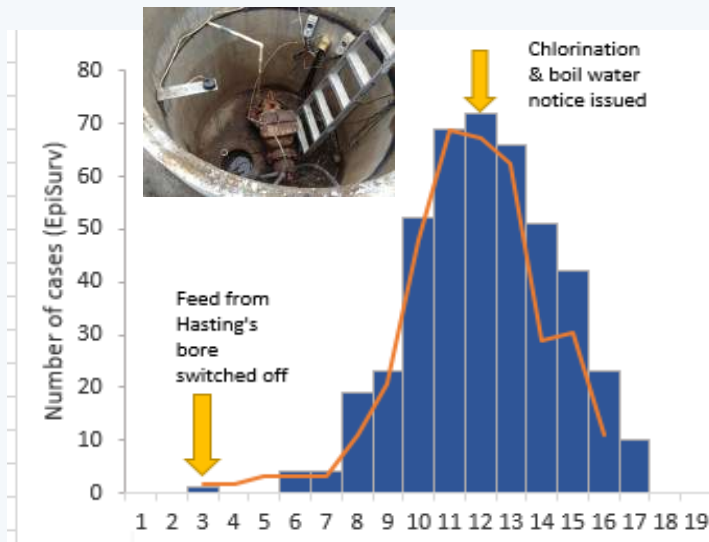 Chlorination
& boil water
notice issued
Number of cases (EpiSurv)
80
70
60
50
40
30
20
10
0
Feed from
Hasting's
bore
switched off
1 2 3 4 5 6 7 8 9 10 11 12 13 14 15 16 17 18 19